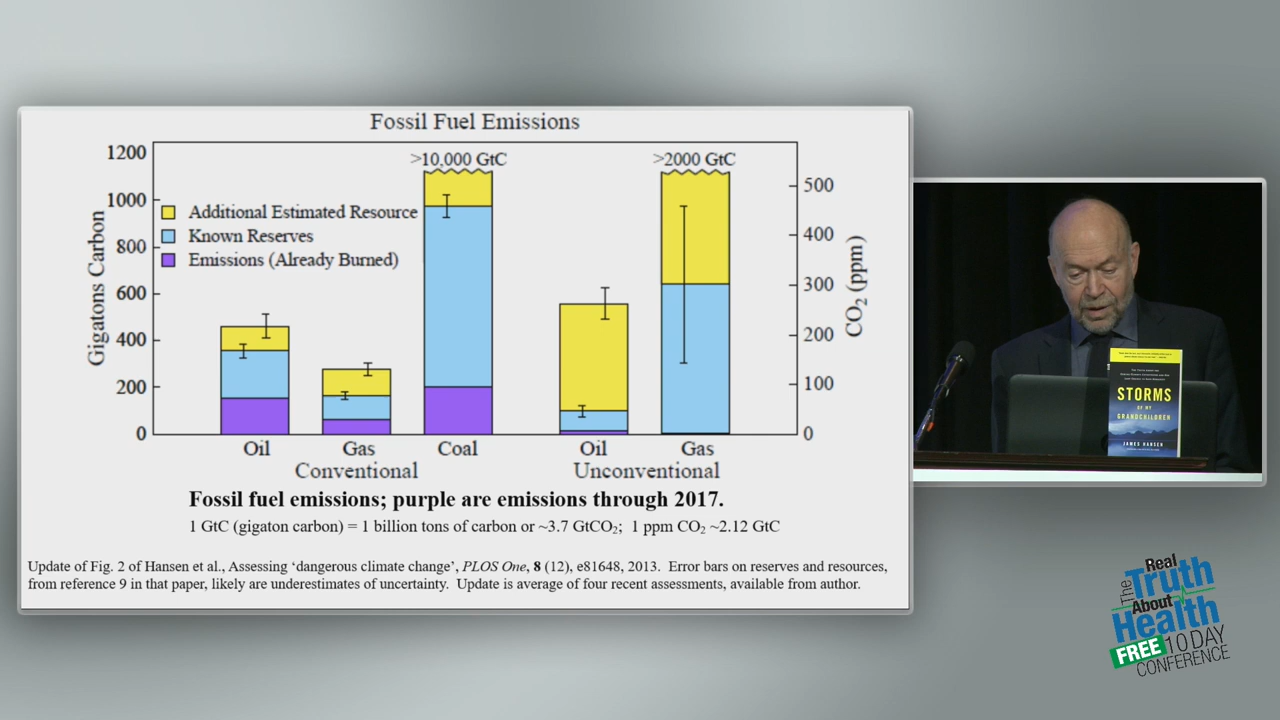 Fossil Fuel Emissions
1200
1000
800
600
400
200
0
Gigatons Carbon
>10,000 GtC
>2000 GtC
Additional Estimated Resource
Known Reserves
Emissions (Already Burned)
500
400
300
200
100
0
CO₂ (ppm)
Oil
Gas
Coal
Oil
Gas
Conventional
Unconventional
Fossil fuel emissions; purple are emissions through 2017.
1 GtC (gigaton carbon) = 1 billion tons of carbon or ~3.7 GtCO₂; 1 ppm CO₂ ~2.12 GtC
Update of Fig. 2 of Hansen et al., Assessing ‘dangerous climate change’, PLOS One, 8 (12), e81648, 2013. Error bars on reserves and resources,
from reference 9 in that paper, likely are underestimates of uncertainty. Update is average of four recent assessments, available from author.
STORMS
OF MY
GRANDCHILDREN
JAMES HANSEN
The Real
Truth
About
Health
FREE 10 DAY
CONFERENCE